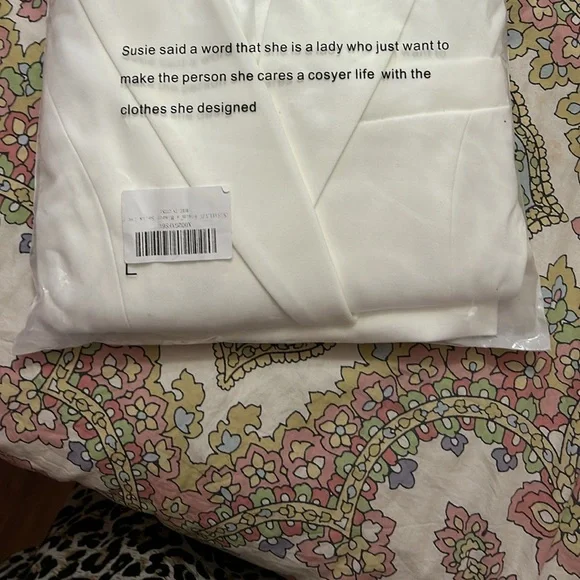 Susie said a word that she is a lady who just want to
make the person she cares a cosyer life with the
clothes she designed
L